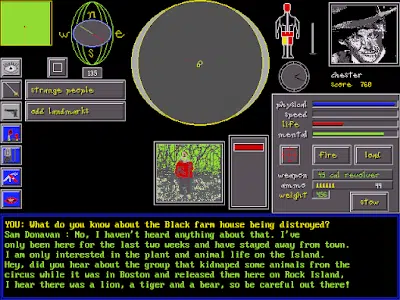 n
w e
s
135
strange people
odd landmarks
chester
score 760
physical
speed
life
mental
fire load
weapon 44 cal revolver
ammo 44
weight
stow
YOU: What do you know about the Black farm house being distroyed?
Sam Donavan : No, I haven't heard anything about that. I've
only been here for the last two weeks and have stayed away from town.
I am only interested in the plant and animal life on the Island.
Hey, did you hear about the group that kidnaped some animals from the
circus while it was in Boston and released them here on Rock Island,
I hear there was a lion, a tiger and a bear, so be careful out there!